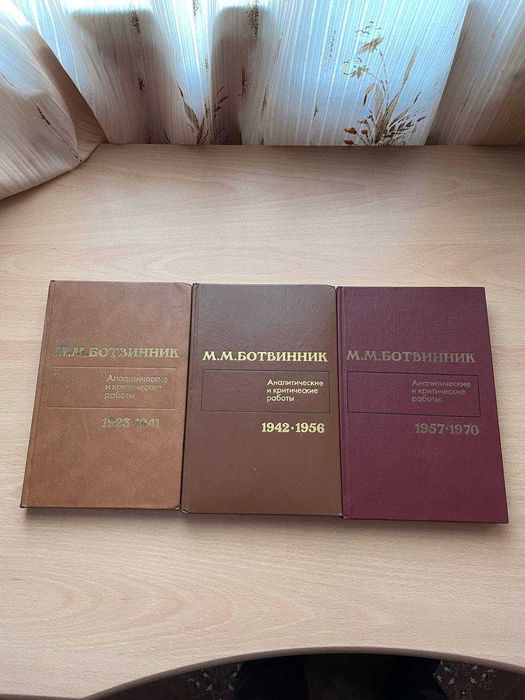 М.М.БОТВИННИК
Аналитические
и критические
работы
1923·1941
М.М.БОТВИННИК
Аналитические
и критические
работы
1942·1956
М.М.БОТВИННИК
Аналитические
и критические
работы
1957·1970